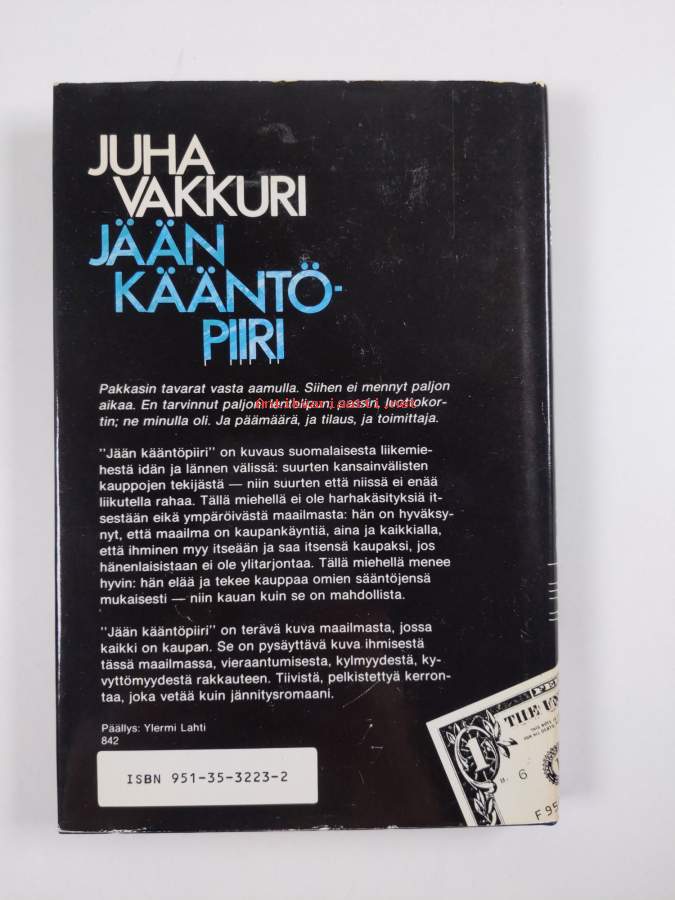 JUHA
VAKKURI
JÄÄN
KÄÄNTÖ-
PIIRI
Pakkasin tavarat vasta aamulla. Siihen ei mennyt paljon
aikaa. En tarvinnut paljon: lentolipun, passin, luottokor-
tin; ne minulla oli. Ja päämäärä, ja tilaus, ja toimittaja.
"Jään kääntöpiiri" on kuvaus suomalaisesta liikemie-
hestä idän ja lännen välissä: suurten kansainvälisten
kauppojen tekijästä — niin suurten että niissä ei enää
liikutella rahaa. Tällä miehellä ei ole harhakäsityksiä it-
sestään eikä ympäröivästä maailmasta: hän on hyväksy-
nyt, että maailma on kaupankäyntiä, aina ja kaikkialla,
että ihminen myy itseään ja saa itsensä kaupaksi, jos
hänenlaisistaan ei ole ylitarjontaa. Tällä miehellä menee
hyvin: hän elää ja tekee kauppaa omien sääntöjensä
mukaisesti — niin kauan kuin se on mahdollista.
"Jään kääntöpiiri" on terävä kuva maailmasta, jossa
kaikki on kaupan. Se on pysäyttävä kuva ihmisestä
tässä maailmassa, vieraantumisesta, kylmyydestä, ky-
vyttömyydestä rakkauteen. Tiivistä, pelkistettyä kerron-
taa, joka vetää kuin jännitysromaani.
Päällys: Ylermi Lahti
842
ISBN 951-35-3223-2
THE
1
6
F 95